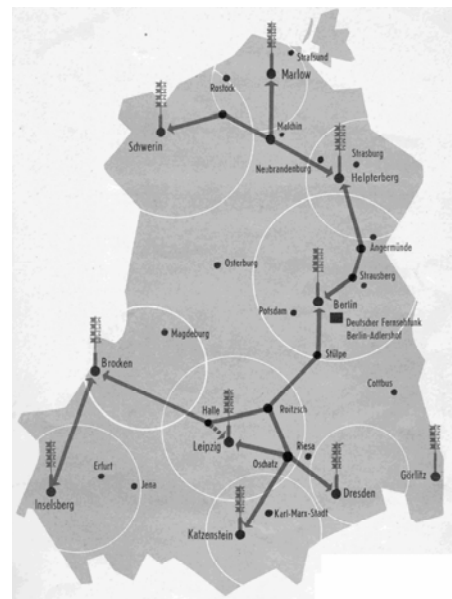 Stralsund
Marlow
Rostock
Malchin
Schwerin
Strasburg
Neubrandenburg
Helpterberg
Angermünde
Osterburg
Strausberg
Berlin
Potsdam
Deutscher Fernsehfunk
Berlin-Adlershof
Magdeburg
Stülpe
Brocken
Cottbus
Halle
Roitzsch
Leipzig
Riesa
Oschatz
Erfurt
Jena
Görlitz
Inselsberg
Dresden
Karl-Marx-Stadt
Katzenstein